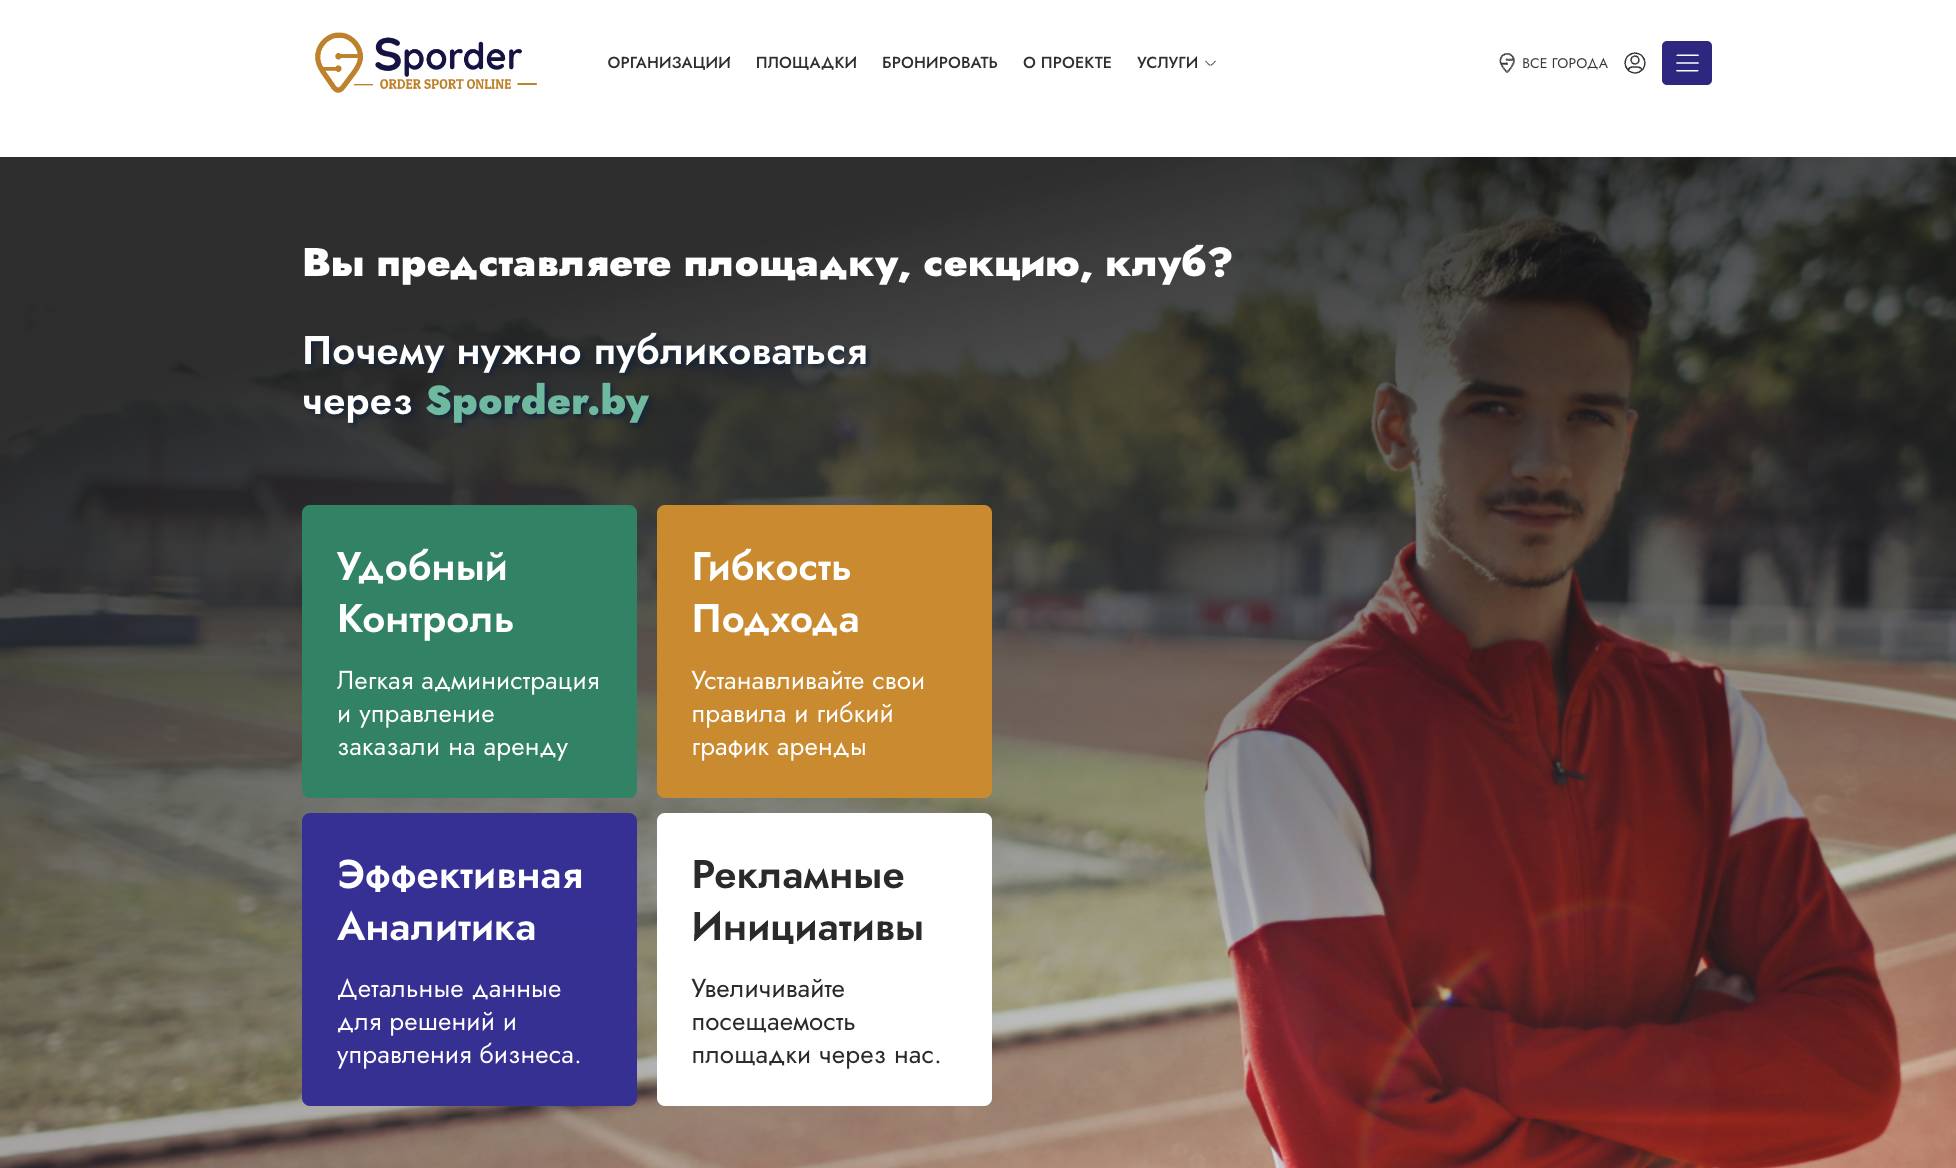 Sporder
ORDER SPORT ONLINE
ОРГАНИЗАЦИИ
ПЛОЩАДКИ
БРОНИРОВАТЬ
О ПРОЕКТЕ
УСЛУГИ
ВСЕ ГОРОДА
Вы представляете площадку, секцию, клуб?
Почему нужно публиковаться
через Sporder.by
Удобный
Контроль
Легкая администрация
и управление
заказали на аренду
Гибкость
Подхода
Устанавливайте свои
правила и гибкий
график аренды
Эффективная
Аналитика
Детальные данные
для решений и
управления бизнеса.
Рекламные
Инициативы
Увеличивайте
посещаемость
площадки через нас.